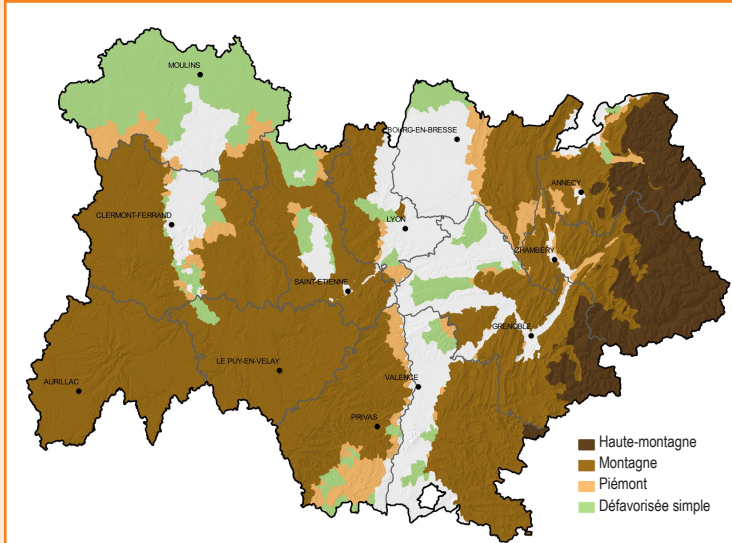 MOULINS
BOURG-EN-BRESSE
ANNECY
CLERMONT-FERRAND
LYON
CHAMBERY
SAINT-ETIENNE
GRENOBLE
LE PUY-EN-VELAY
AURILLAC
VALENCE
PRIVAS
Haute-montagne
Montagne
Piémont
Défavorisée simple